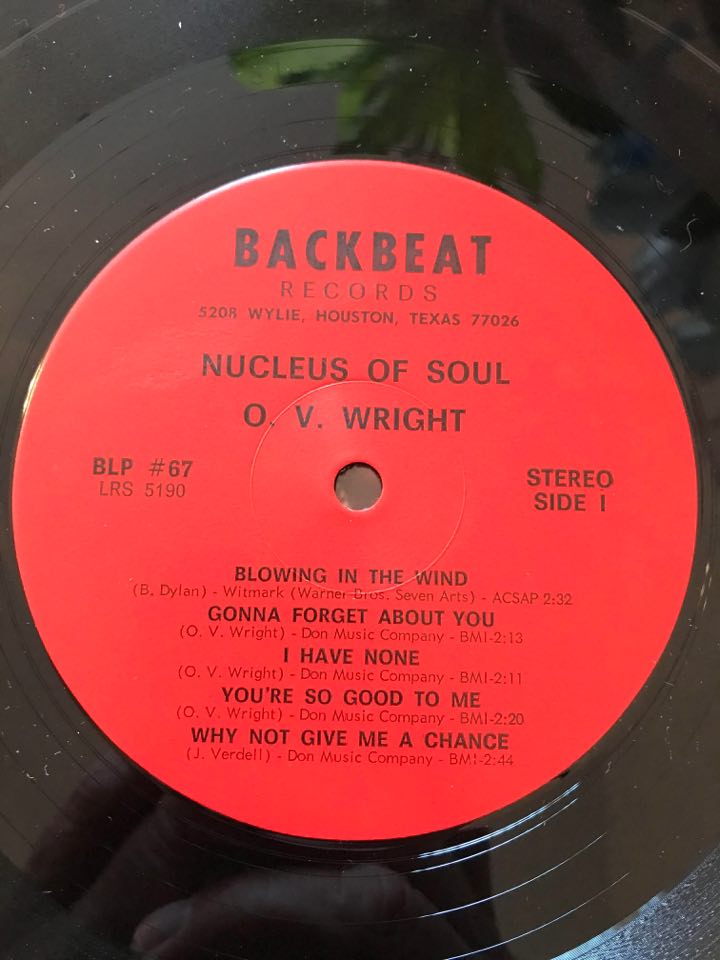 BACKBEAT
RECORDS
5208 WYLIE, HOUSTON, TEXAS 77026
NUCLEUS OF SOUL
O. V. WRIGHT
BLP #67
LRS 5190
STEREO
SIDE I
BLOWING IN THE WIND
(B. Dylan) - Witmark (Warner Bros. Seven Arts) - ACSAP 2:32
GONNA FORGET ABOUT YOU
(O. V. Wright) - Don Music Company - BMI-2:13
I HAVE NONE
(O. V. Wright) - Don Music Company - BMI-2:11
YOU'RE SO GOOD TO ME
(O. V. Wright) - Don Music Company - BMI-2:20
WHY NOT GIVE ME A CHANCE
(J. Verdell) - Don Music Company - BMI-2:44